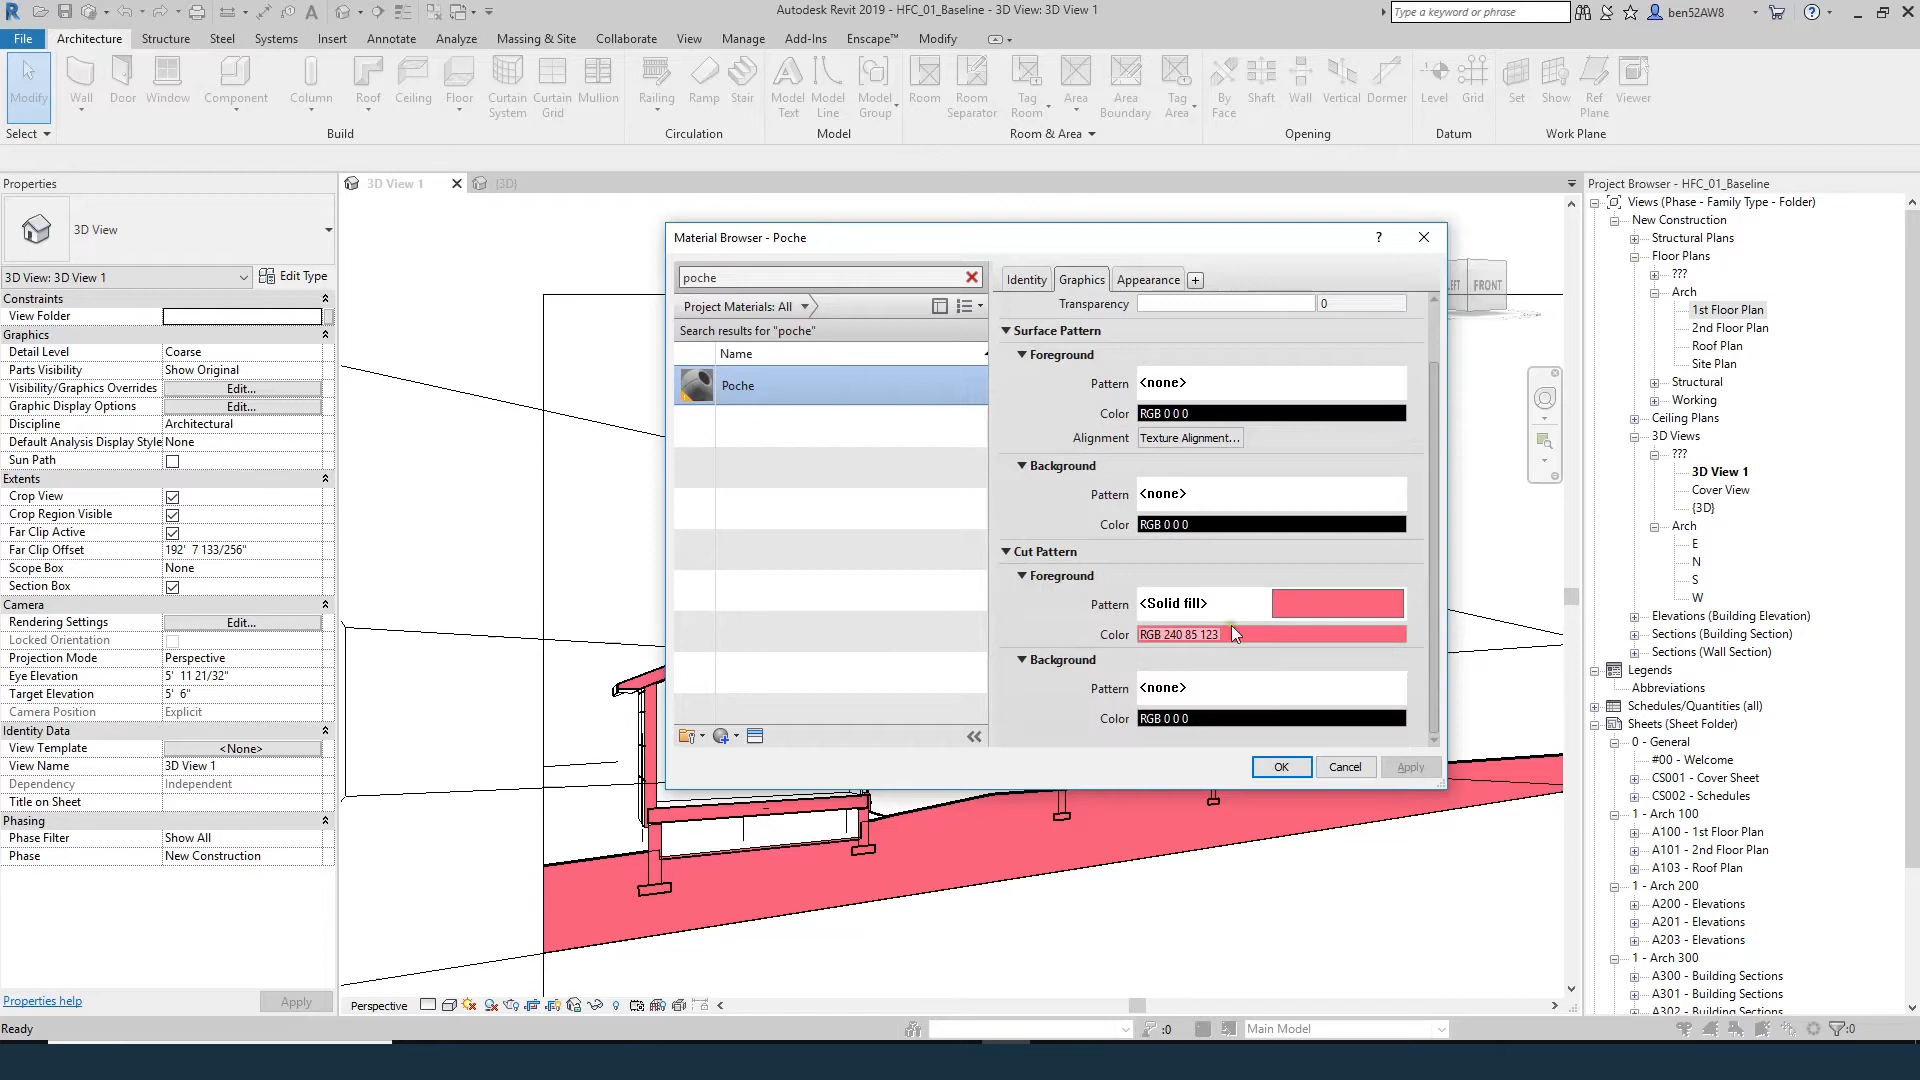 Autodesk Revit 2019 - HFC_01_Baseline - 3D View: 3D View 1
Type a keyword or phrase
ben52AW8
File Architecture Structure Steel Systems Insert Annotate Analyze Massing & Site Collaborate View Manage Add-Ins Enscape™ Modify
Modify Wall Door Window Component Column Roof Ceiling Floor Curtain System Curtain Grid Mullion Railing Ramp Stair Model Text Model Line Model Group Room Room Separator Tag Room Area Area Boundary Tag Area By Face Shaft Wall Vertical Dormer Level Grid Set Show Ref Plane Viewer
Select Build Circulation Model Room & Area Opening Datum Work Plane
Properties
3D View
3D View: 3D View 1 Edit Type
Constraints
View Folder
Graphics
Detail Level Coarse
Parts Visibility Show Original
Visibility/Graphics Overrides Edit...
Graphic Display Options Edit...
Discipline Architectural
Default Analysis Display Style None
Sun Path
Extents
Crop View
Crop Region Visible
Far Clip Active
Far Clip Offset 192'  7 133/256"
Scope Box None
Section Box
Camera
Rendering Settings Edit...
Locked Orientation
Projection Mode Perspective
Eye Elevation 5'  11 21/32"
Target Elevation 5'  6"
Camera Position Explicit
Identity Data
View Template <None>
View Name 3D View 1
Dependency Independent
Title on Sheet
Phasing
Phase Filter Show All
Phase New Construction
Properties help Apply
3D View 1 {3D}
FRONT
Material Browser - Poche
poche
Project Materials: All
Search results for "poche"
Name
Poche
Identity Graphics Appearance
Transparency 0
Surface Pattern
Foreground
Pattern <none>
Color RGB 0 0 0
Alignment Texture Alignment...
Background
Pattern <none>
Color RGB 0 0 0
Cut Pattern
Foreground
Pattern <Solid fill>
Color RGB 240 85 123
Background
Pattern <none>
Color RGB 0 0 0
OK Cancel Apply
Perspective
Project Browser - HFC_01_Baseline
Views (Phase - Family Type - Folder)
New Construction
Structural Plans
Floor Plans
???
Arch
1st Floor Plan
2nd Floor Plan
Roof Plan
Site Plan
Structural
Working
Ceiling Plans
3D Views
???
3D View 1
Cover View
{3D}
Arch
E
N
S
W
Elevations (Building Elevation)
Sections (Building Section)
Sections (Wall Section)
Legends
Abbreviations
Schedules/Quantities (all)
Sheets (Sheet Folder)
0 - General
#00 - Welcome
CS001 - Cover Sheet
CS002 - Schedules
1 - Arch 100
A100 - 1st Floor Plan
A101 - 2nd Floor Plan
A103 - Roof Plan
1 - Arch 200
A200 - Elevations
A201 - Elevations
A203 - Elevations
1 - Arch 300
A300 - Building Sections
A301 - Building Sections
A302 - Building Sections
Ready
:0
Main Model
:0